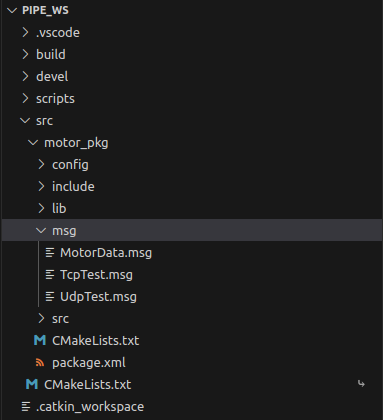 PIPE_WS
.vscode
build
devel
scripts
src
motor_pkg
config
include
lib
msg
MotorData.msg
TcpTest.msg
UdpTest.msg
src
CMakeLists.txt
package.xml
CMakeLists.txt
.catkin_workspace